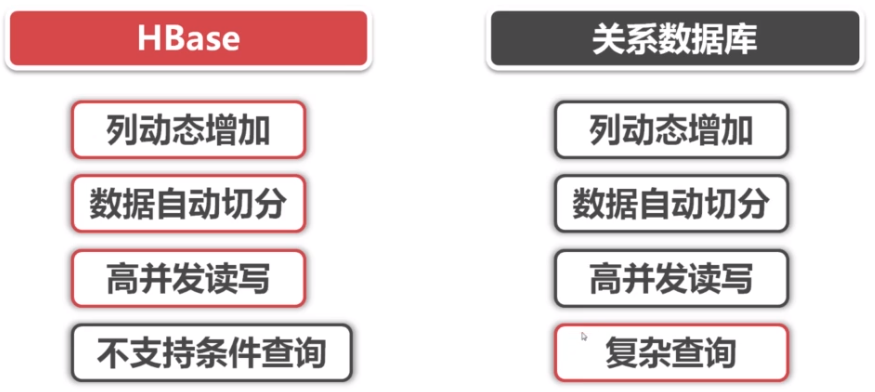 HBase
关系数据库
列动态增加
列动态增加
数据自动切分
数据自动切分
高并发读写
高并发读写
不支持条件查询
复杂查询